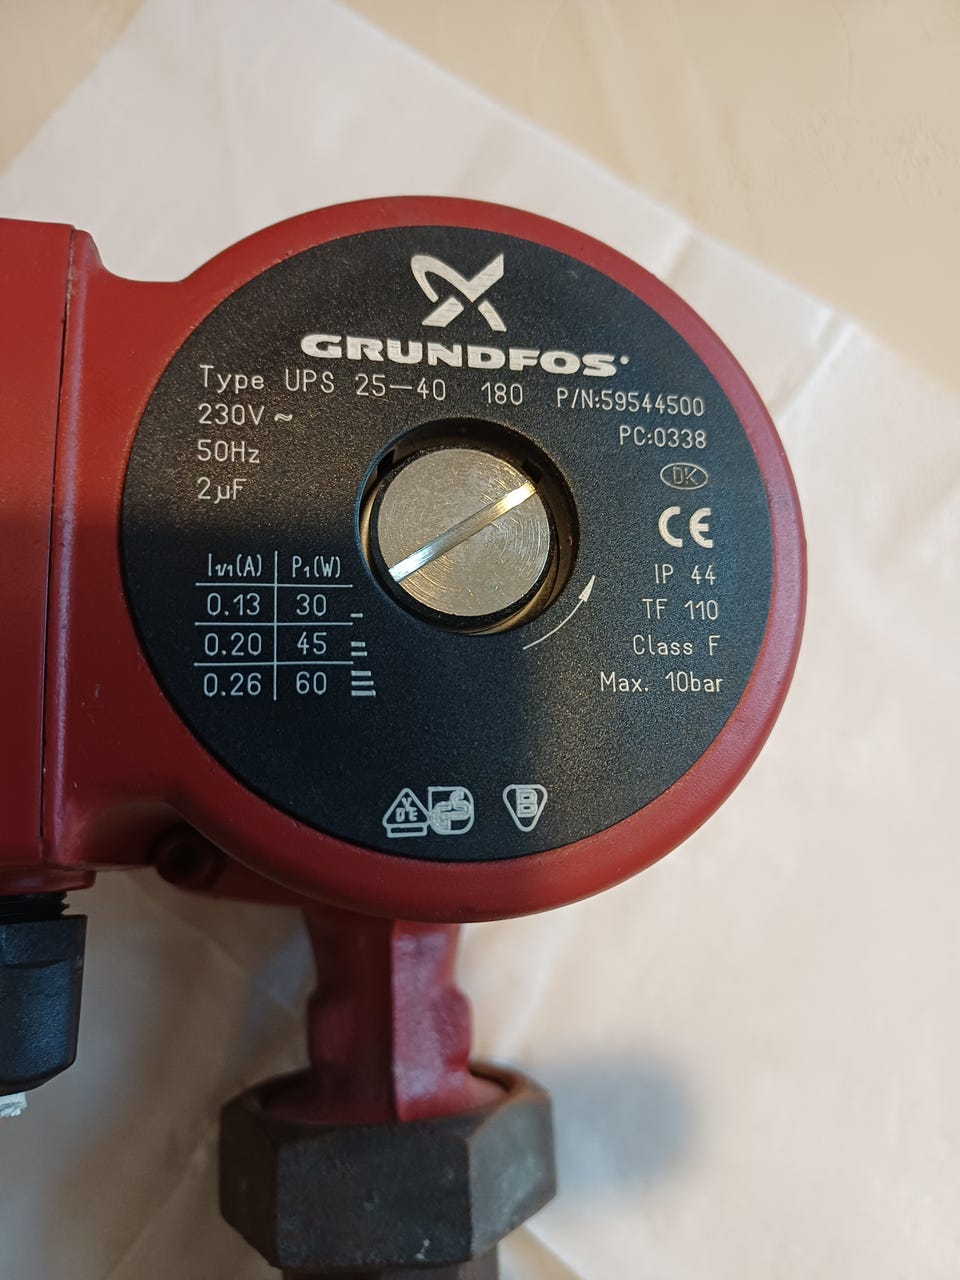 GRUNDFOS
Type UPS 25-40 180 P/N:59544500
230V ~ PC:0338
50Hz
2µF
DK
CE
I1/1(A) P1(W)
0.13 30
0.20 45
0.26 60
IP 44
TF 110
Class F
Max. 10bar
VDE
B